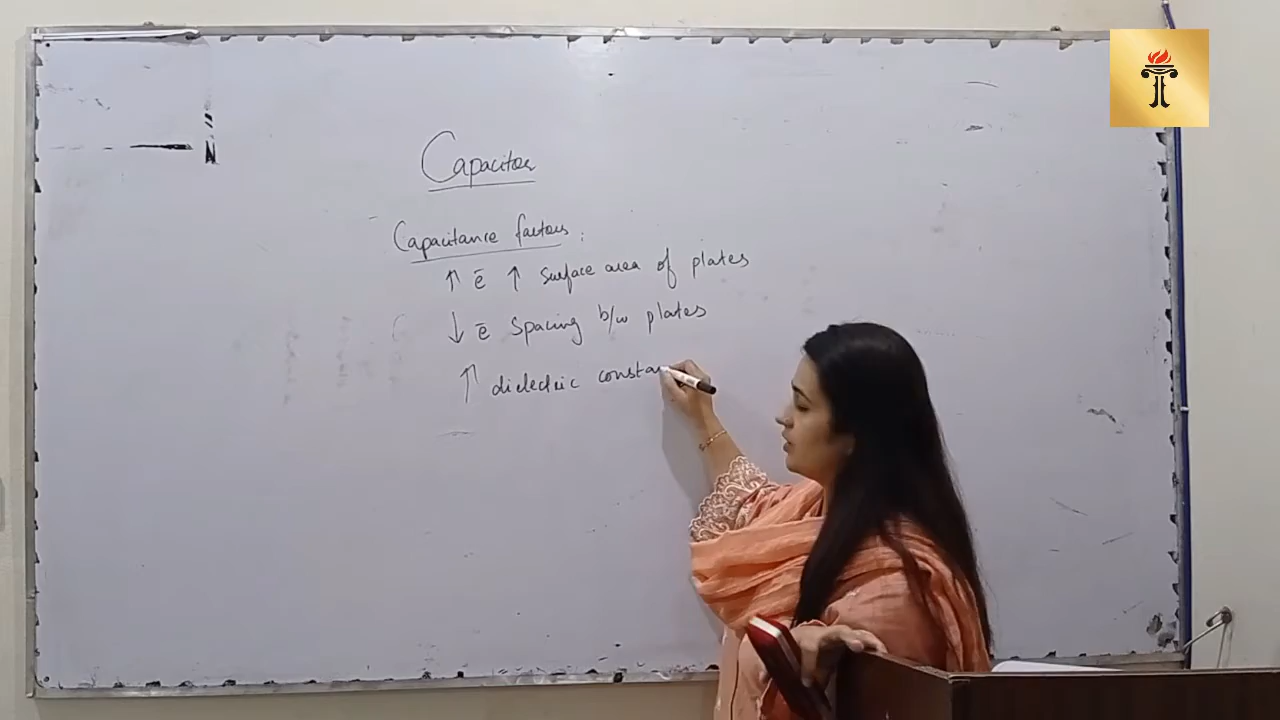 Capacitor
Capacitance factors:
↑ ē ↑ surface area of plates
↓ ē spacing b/w plates
↑ dielectric consta